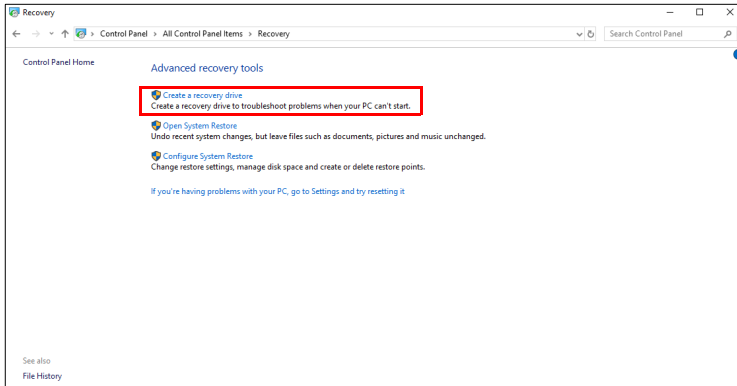 Recovery
Control Panel > All Control Panel Items > Recovery
Search Control Panel
Control Panel Home
Advanced recovery tools
Create a recovery drive
Create a recovery drive to troubleshoot problems when your PC can't start.
Open System Restore
Undo recent system changes, but leave files such as documents, pictures and music unchanged.
Configure System Restore
Change restore settings, manage disk space and create or delete restore points.
If you're having problems with your PC, go to Settings and try resetting it
See also
File History